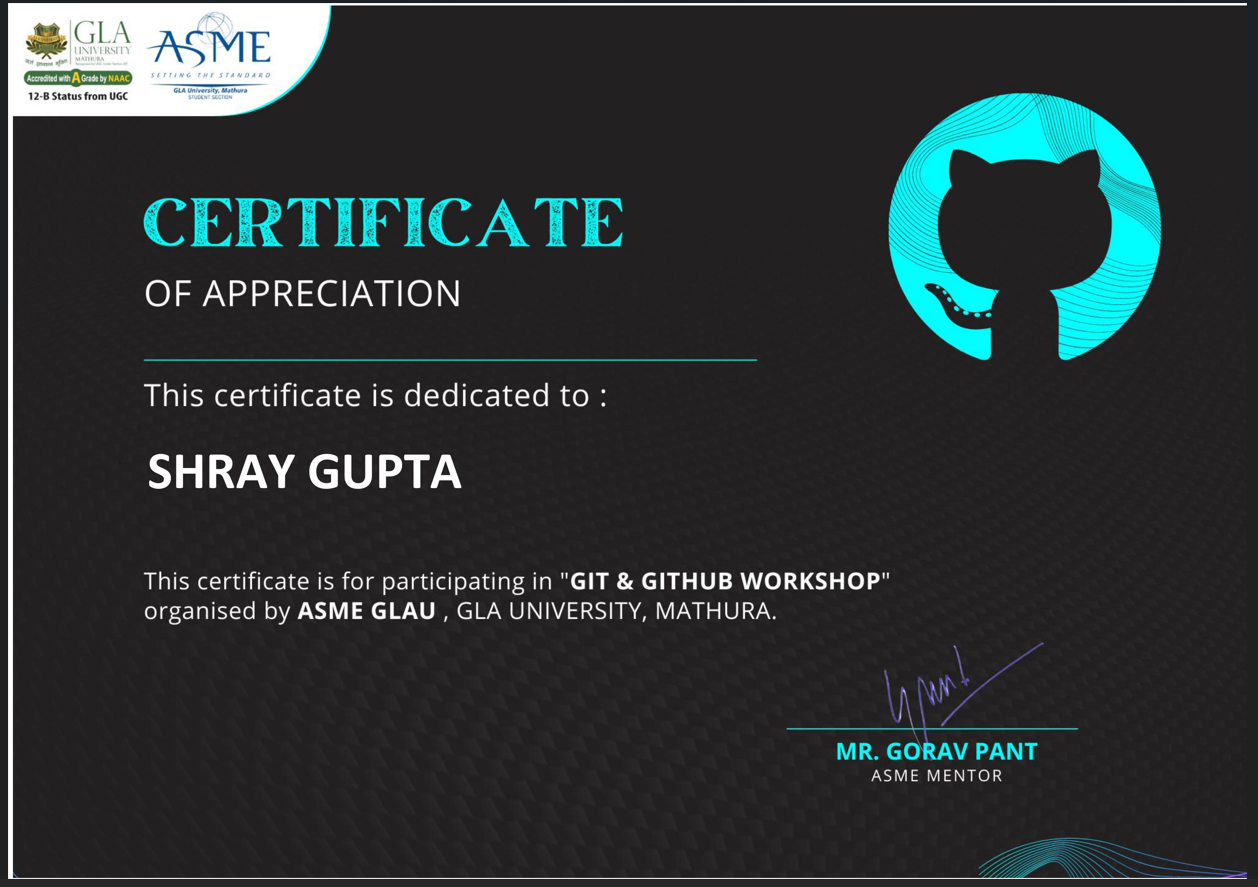 GLA
UNIVERSITY
MATHURA
Accredited with A Grade by NAAC
12-B Status from UGC
ASME
SETTING THE STANDARD
GLA University, Mathura
STUDENT SECTION
CERTIFICATE
OF APPRECIATION
This certificate is dedicated to :
SHRAY GUPTA
This certificate is for participating in "GIT & GITHUB WORKSHOP"
organised by ASME GLAU , GLA UNIVERSITY, MATHURA.
MR. GORAV PANT
ASME MENTOR